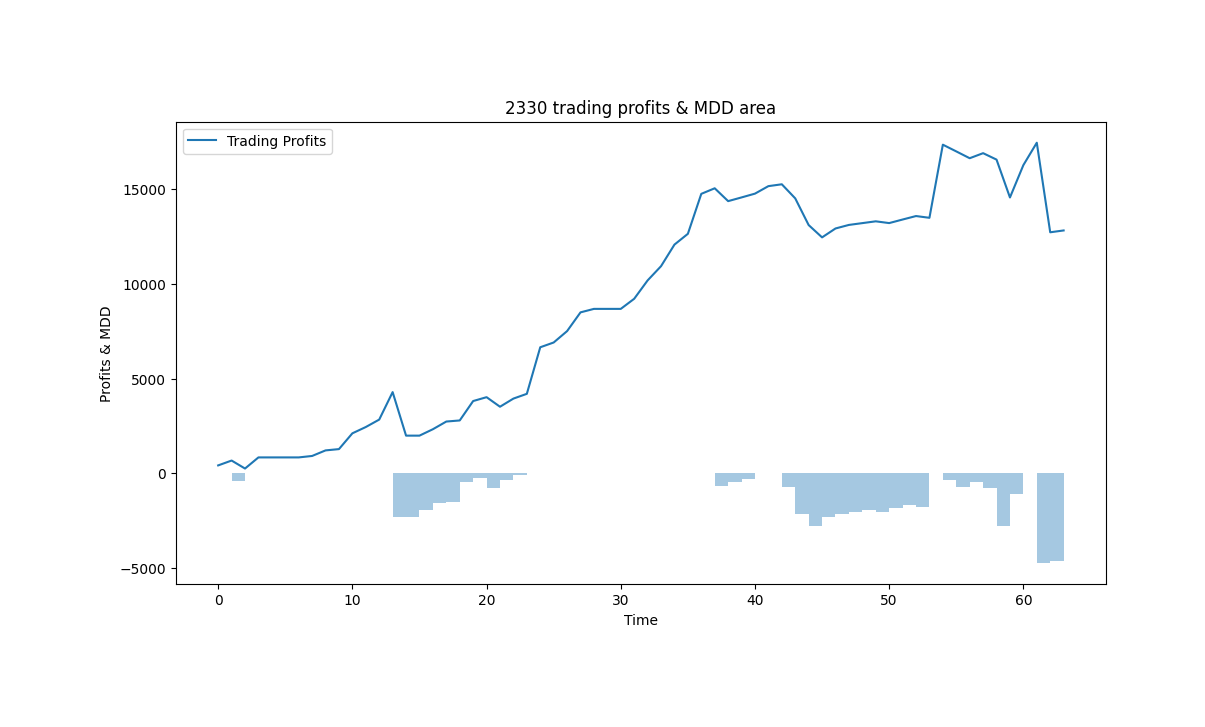 2330 trading profits & MDD area
Trading Profits
Profits & MDD
15000
10000
5000
0
−5000
0 10 20 30 40 50 60
Time